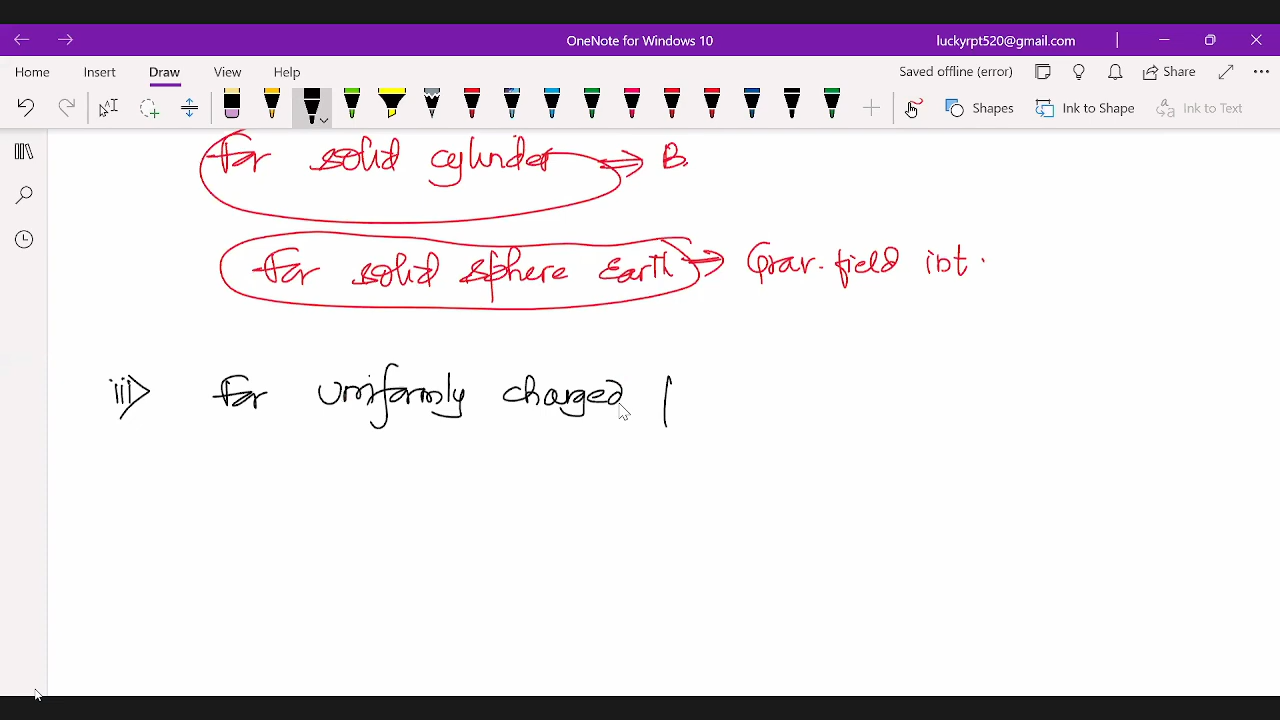 OneNote for Windows 10
luckyrpt520@gmail.com
Home Insert Draw View Help
Saved offline (error)
Share
Shapes
Ink to Shape
Ink to Text
For solid cylinder ⇒ B.
For solid sphere Earth → Grav. field int.
iii> For uniformly charged